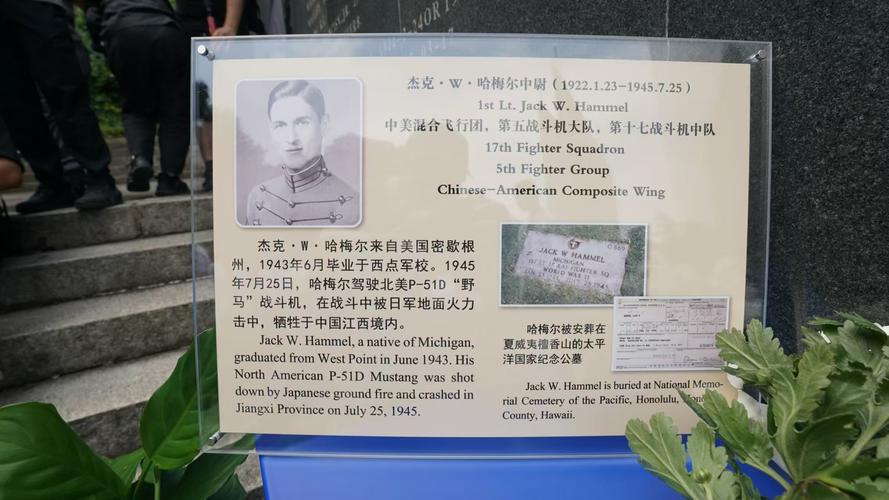 杰克·W·哈梅尔中尉（1922.1.23-1945.7.25）
1st Lt. Jack W. Hammel
中美混合飞行团，第五战斗机大队，第十七战斗机中队
17th Fighter Squadron
5th Fighter Group
Chinese-American Composite Wing
杰克·W·哈梅尔来自美国密歇根
州，1943年6月毕业于西点军校。1945
年7月25日，哈梅尔驾驶北美P-51D“野
马”战斗机，在战斗中被日军地面火力
击中，牺牲于中国江西境内。
Jack W. Hammel, a native of Michigan,
graduated from West Point in June 1943. His
North American P-51D Mustang was shot
down by Japanese ground fire and crashed in
Jiangxi Province on July 25, 1945.
JACK W HAMMEL
MICHIGAN
FIGHTER SQ
WORLD WAR II
哈梅尔被安葬在
夏威夷檀香山的太平
洋国家纪念公墓
Jack W. Hammel is buried at National Memo-
rial Cemetery of the Pacific, Honolulu,
County, Hawaii.